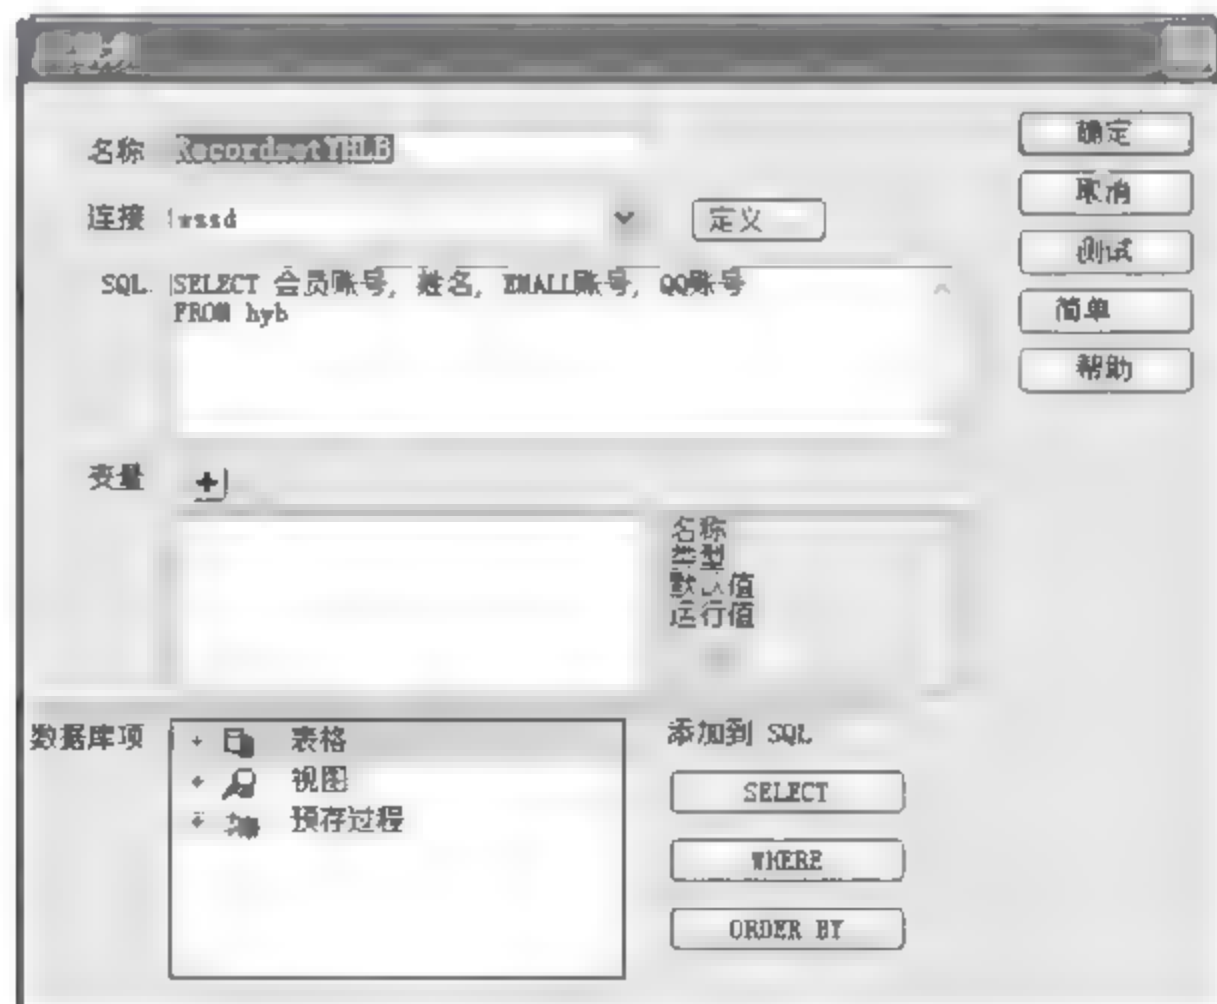 名称 RecordsetYHLB
确定
连接 wssd
定义
取消
SQL: SELECT 会员账号, 姓名, EMALL账号, QQ账号
FROM hyb
测试
简单
帮助
变量
名称
类型
默认值
运行值
数据库项
表格
视图
预存过程
添加到 SQL
SELECT
WHERE
ORDER BY